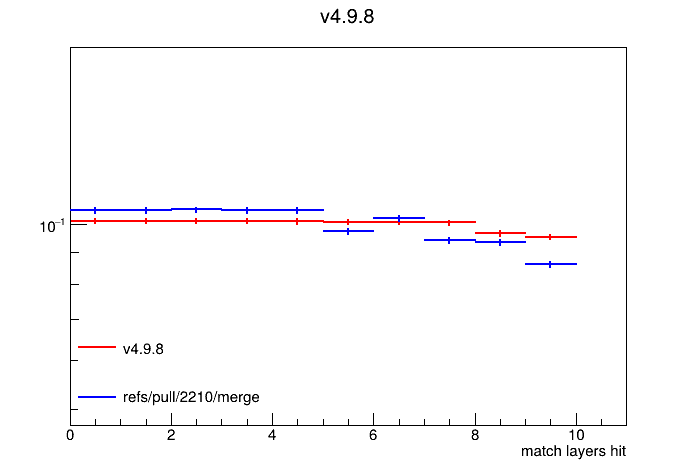 v4.9.8
10⁻¹
v4.9.8
refs/pull/2210/merge
0 2 4 6 8 10
match layers hit